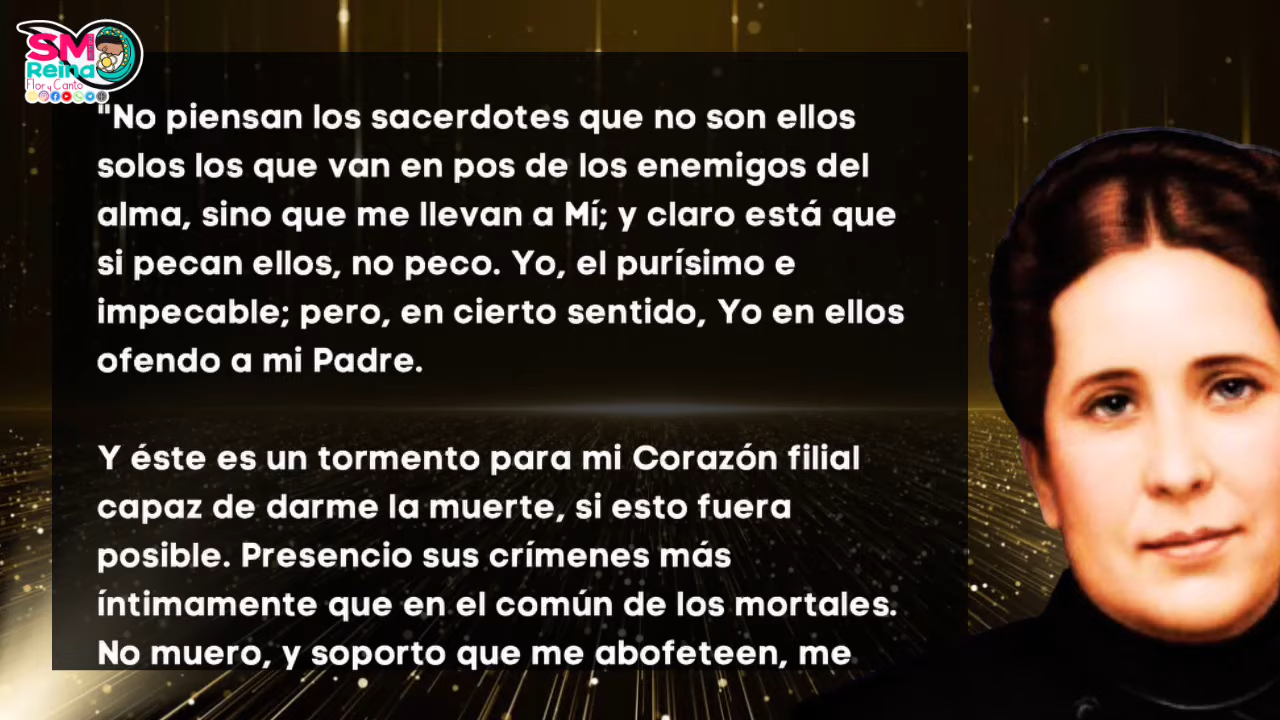 SM
Reina
Flor y Canto
"No piensan los sacerdotes que no son ellos
solos los que van en pos de los enemigos del
alma, sino que me llevan a Mí; y claro está que
si pecan ellos, no peco. Yo, el purísimo e
impecable; pero, en cierto sentido, Yo en ellos
ofendo a mi Padre.
Y éste es un tormento para mi Corazón filial
capaz de darme la muerte, si esto fuera
posible. Presencio sus crímenes más
íntimamente que en el común de los mortales.
No muero, y soporto que me abofeteen, me